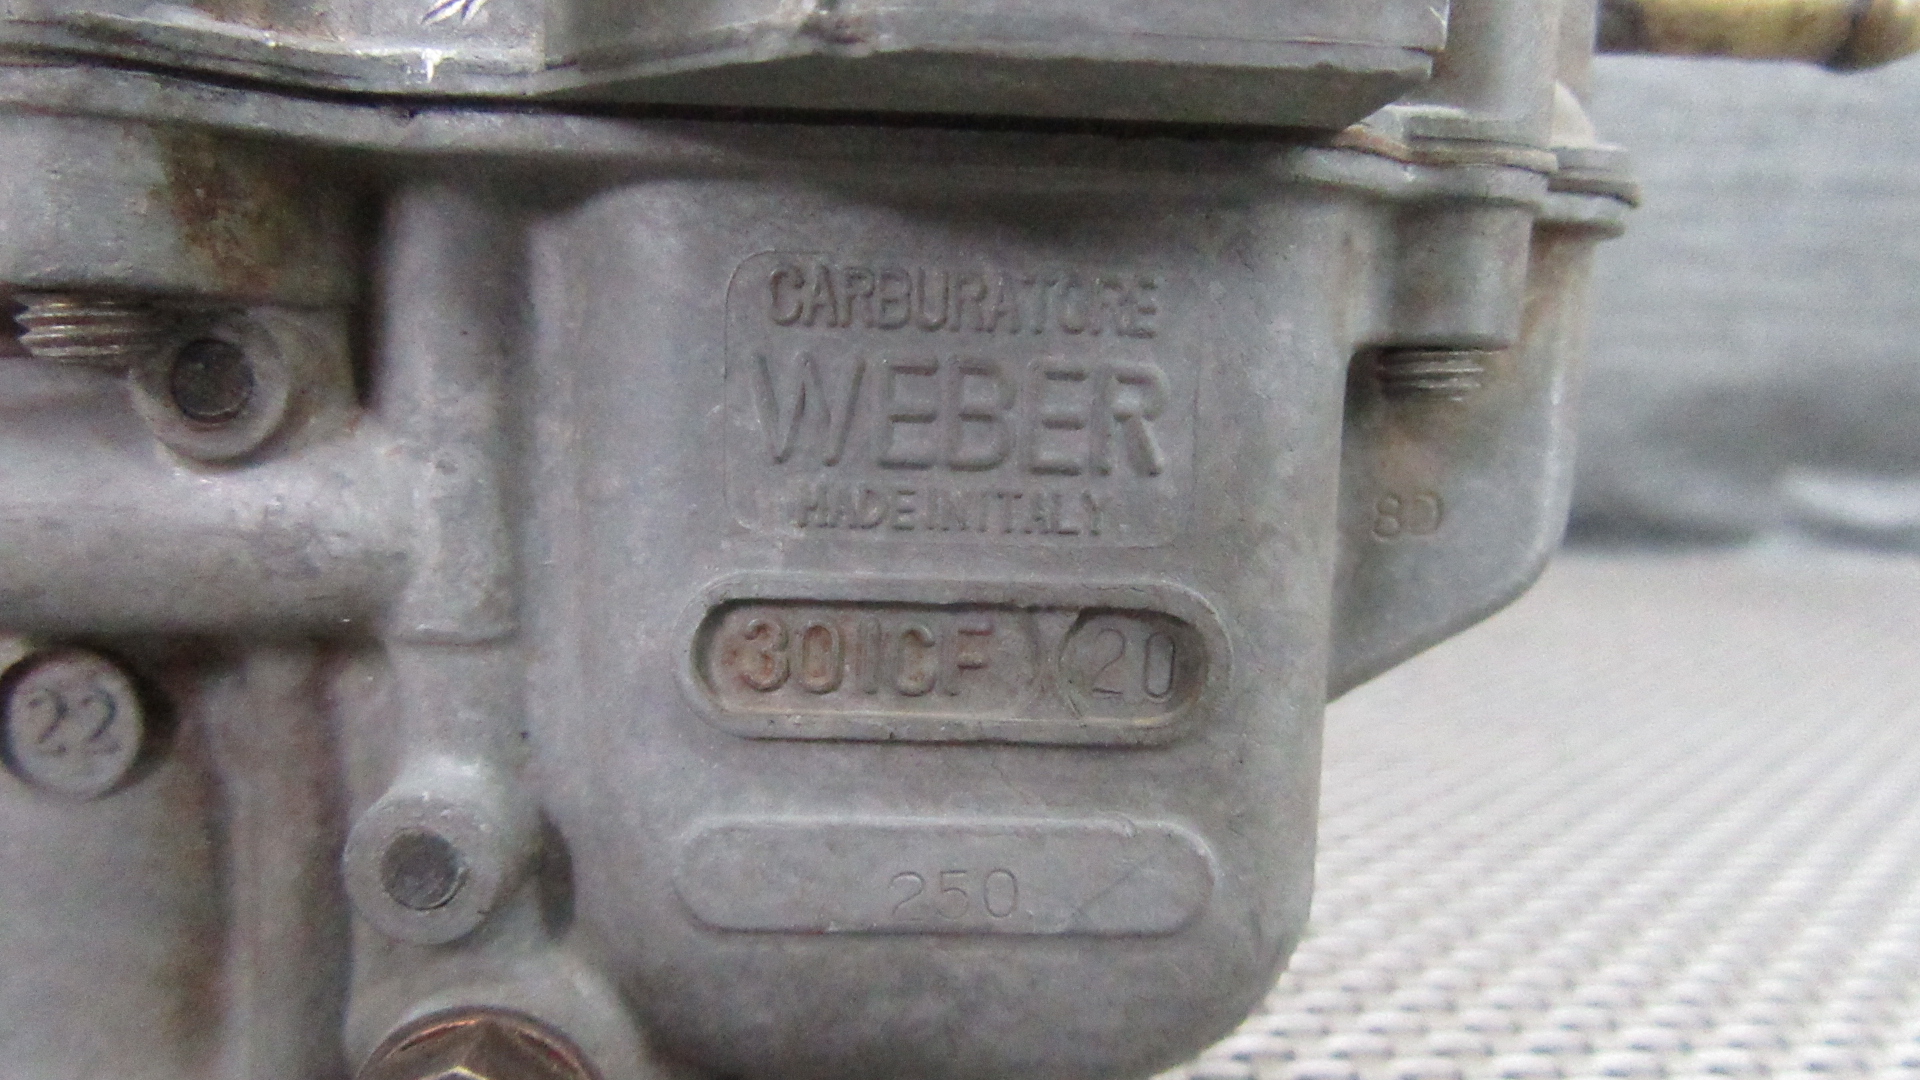 CARBURATORE
WEBER
MADE IN ITALY
8D
30 ICF 20
22
250